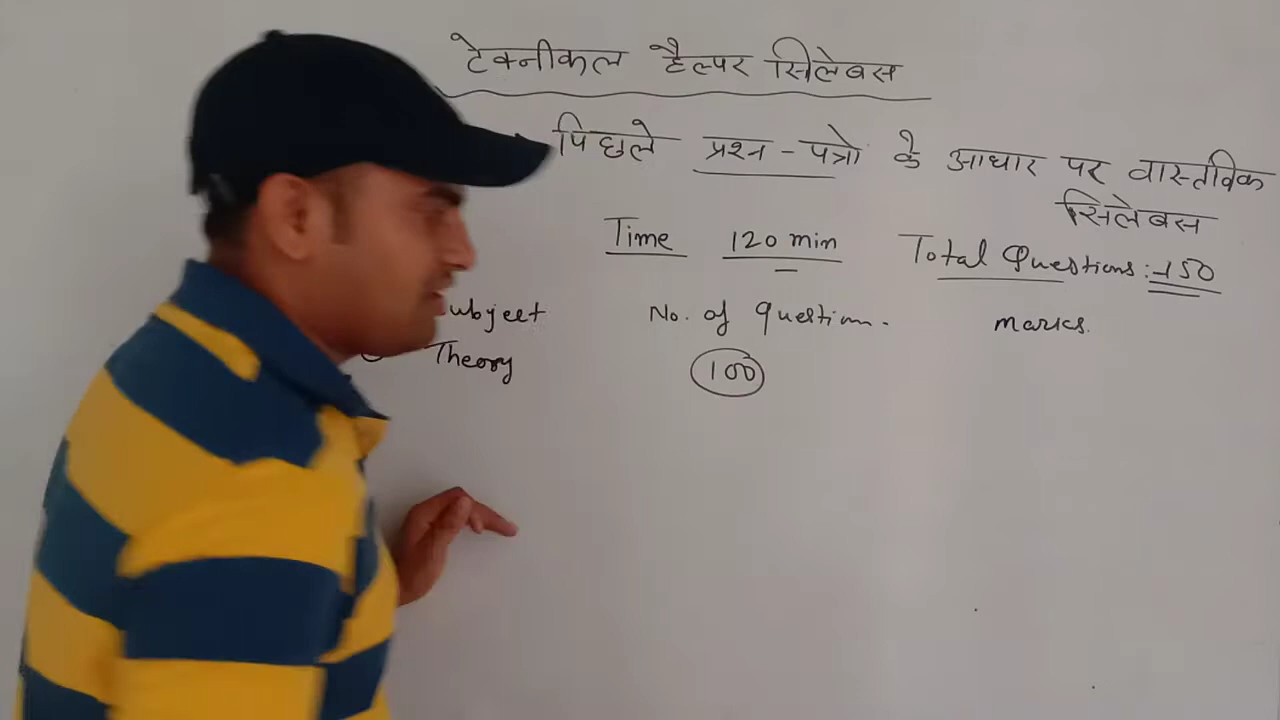 टेक्नीकल हैल्पर सिलेबस
पिछले प्रश्न - पत्रो के आधार पर वास्तविक
सिलेबस
Time 120 min Total Questions :- 150
ubject No. of Question. marks.
Theory 100